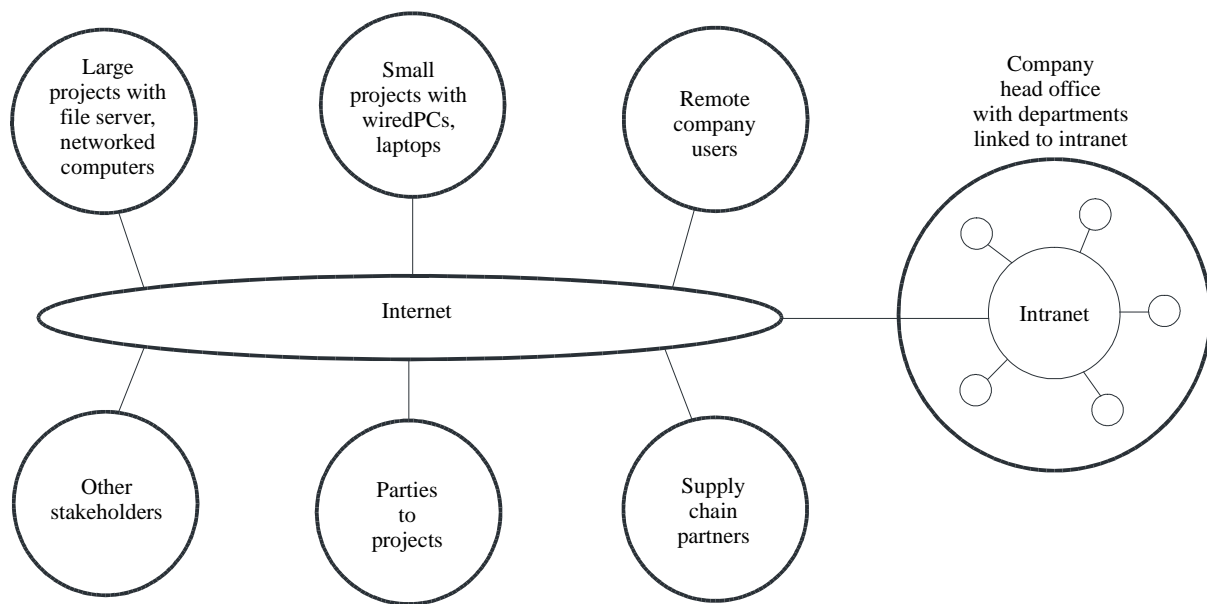 Large
projects with
file server,
networked
computers
Small
projects with
wiredPCs,
laptops
Remote
company
users
Company
head office
with departments
linked to intranet
Internet
Intranet
Other
stakeholders
Parties
to
projects
Supply
chain
partners